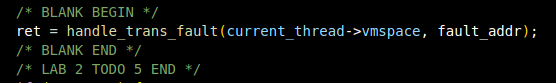 /* BLANK BEGIN */
ret = handle_trans_fault(current_thread->vmspace, fault_addr);
/* BLANK END */
/* LAB 2 TODO 5 END */